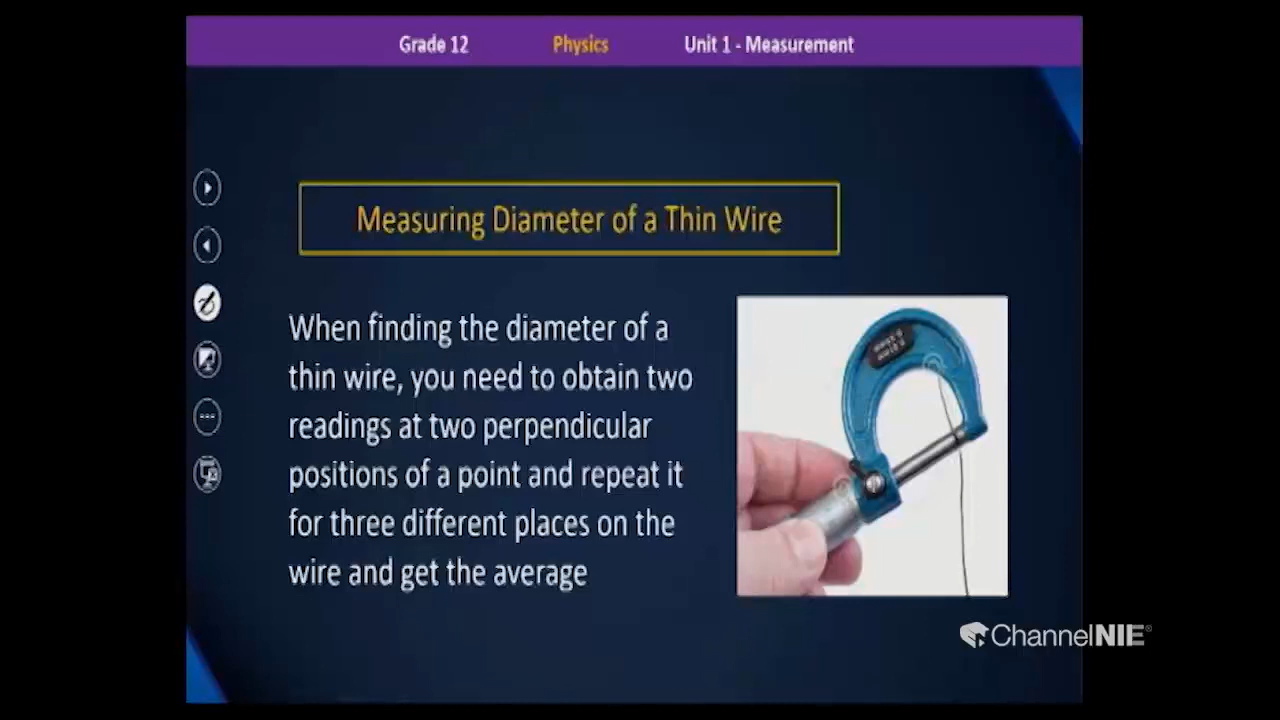 Grade 12 Physics Unit 1 - Measurement
Measuring Diameter of a Thin Wire
When finding the diameter of a
thin wire, you need to obtain two
readings at two perpendicular
positions of a point and repeat it
for three different places on the
wire and get the average
ChannelNIE